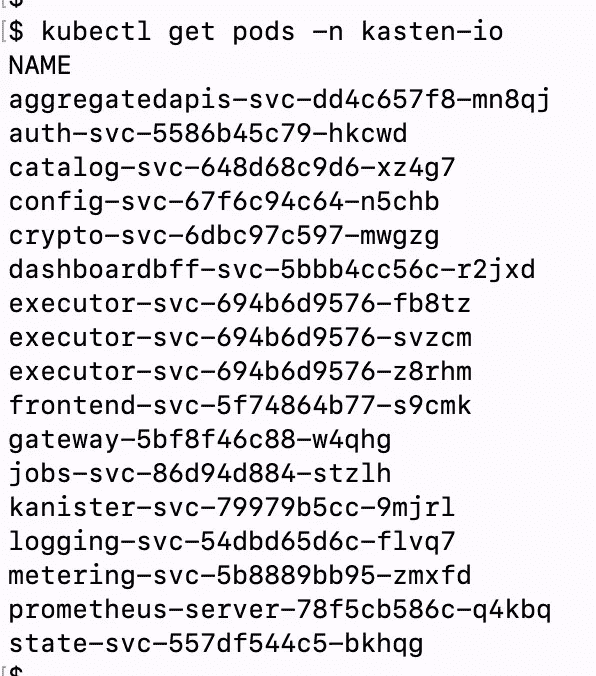 $ kubectl get pods -n kasten-io
NAME
aggregatedapis-svc-dd4c657f8-mn8qj
auth-svc-5586b45c79-hkcwd
catalog-svc-648d68c9d6-xz4g7
config-svc-67f6c94c64-n5chb
crypto-svc-6dbc97c597-mwgzg
dashboardbff-svc-5bbb4cc56c-r2jxd
executor-svc-694b6d9576-fb8tz
executor-svc-694b6d9576-svzcm
executor-svc-694b6d9576-z8rhm
frontend-svc-5f74864b77-s9cmk
gateway-5bf8f46c88-w4qhg
jobs-svc-86d94d884-stzlh
kanister-svc-79979b5cc-9mjrl
logging-svc-54dbd65d6c-flvq7
metering-svc-5b8889bb95-zmxfd
prometheus-server-78f5cb586c-q4kbq
state-svc-557df544c5-bkhqg
$